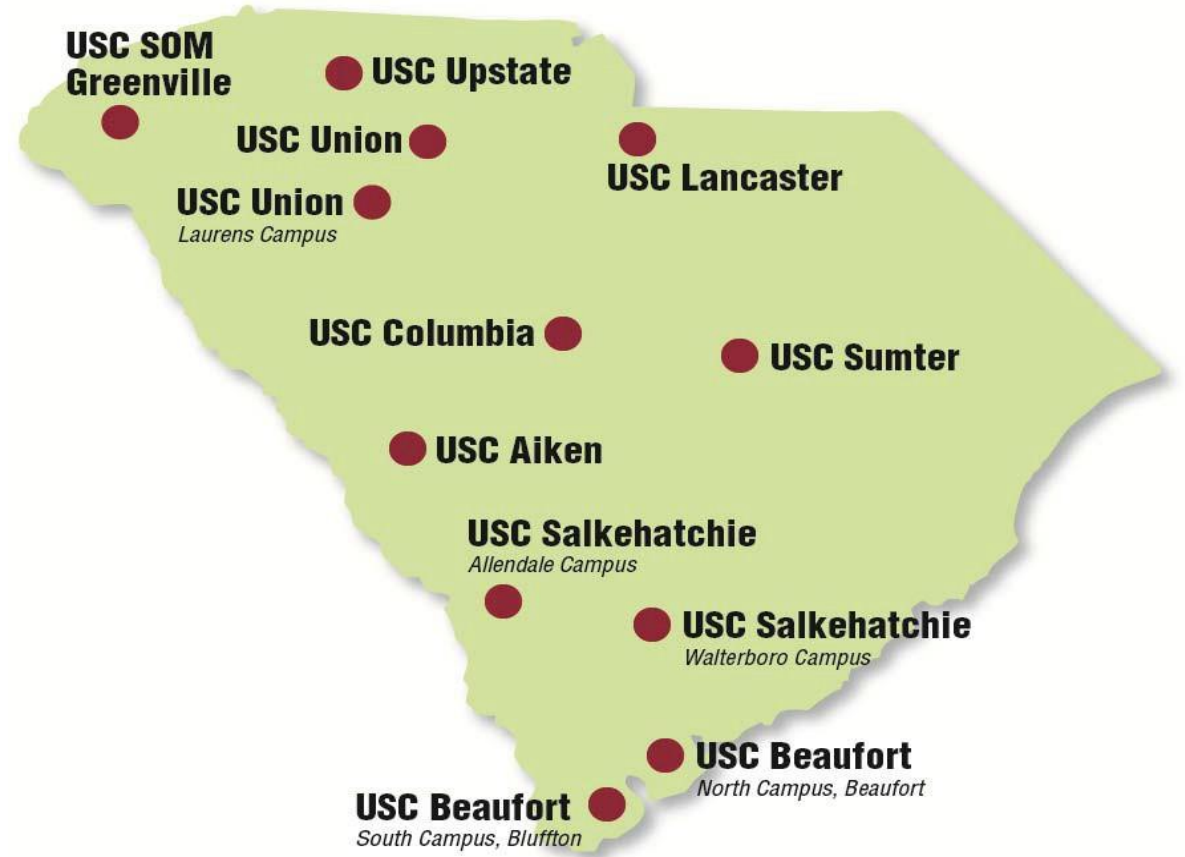 USC SOM
Greenville
USC Upstate
USC Union
USC Lancaster
USC Union
Laurens Campus
USC Columbia
USC Sumter
USC Aiken
USC Salkehatchie
Allendale Campus
USC Salkehatchie
Walterboro Campus
USC Beaufort
North Campus, Beaufort
USC Beaufort
South Campus, Bluffton